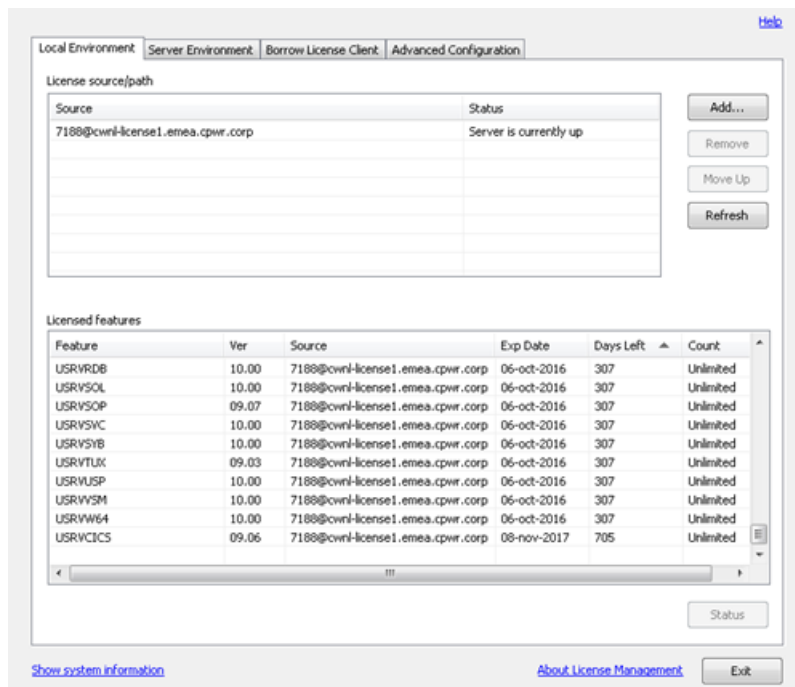 Help
Local Environment Server Environment Borrow License Client Advanced Configuration
License source/path
Source Status Add...
7188@cwnl-license1.emea.cpwr.corp Server is currently up
Remove
Move Up
Refresh
Licensed features
Feature Ver Source Exp Date Days Left Count
USRVRDB 10.00 7188@cwnl-license1.emea.cpwr.corp 06-oct-2016 307 Unlimited
USRVSOL 10.00 7188@cwnl-license1.emea.cpwr.corp 06-oct-2016 307 Unlimited
USRVSOP 09.07 7188@cwnl-license1.emea.cpwr.corp 06-oct-2016 307 Unlimited
USRVSVC 10.00 7188@cwnl-license1.emea.cpwr.corp 06-oct-2016 307 Unlimited
USRVSYB 10.00 7188@cwnl-license1.emea.cpwr.corp 06-oct-2016 307 Unlimited
USRVTUX 09.03 7188@cwnl-license1.emea.cpwr.corp 06-oct-2016 307 Unlimited
USRVUSP 10.00 7188@cwnl-license1.emea.cpwr.corp 06-oct-2016 307 Unlimited
USRVVSM 10.00 7188@cwnl-license1.emea.cpwr.corp 06-oct-2016 307 Unlimited
USRVW64 10.00 7188@cwnl-license1.emea.cpwr.corp 06-oct-2016 307 Unlimited
USRVCICS 09.06 7188@cwnl-license1.emea.cpwr.corp 08-nov-2017 705 Unlimited
Status
Show system information About License Management Exit